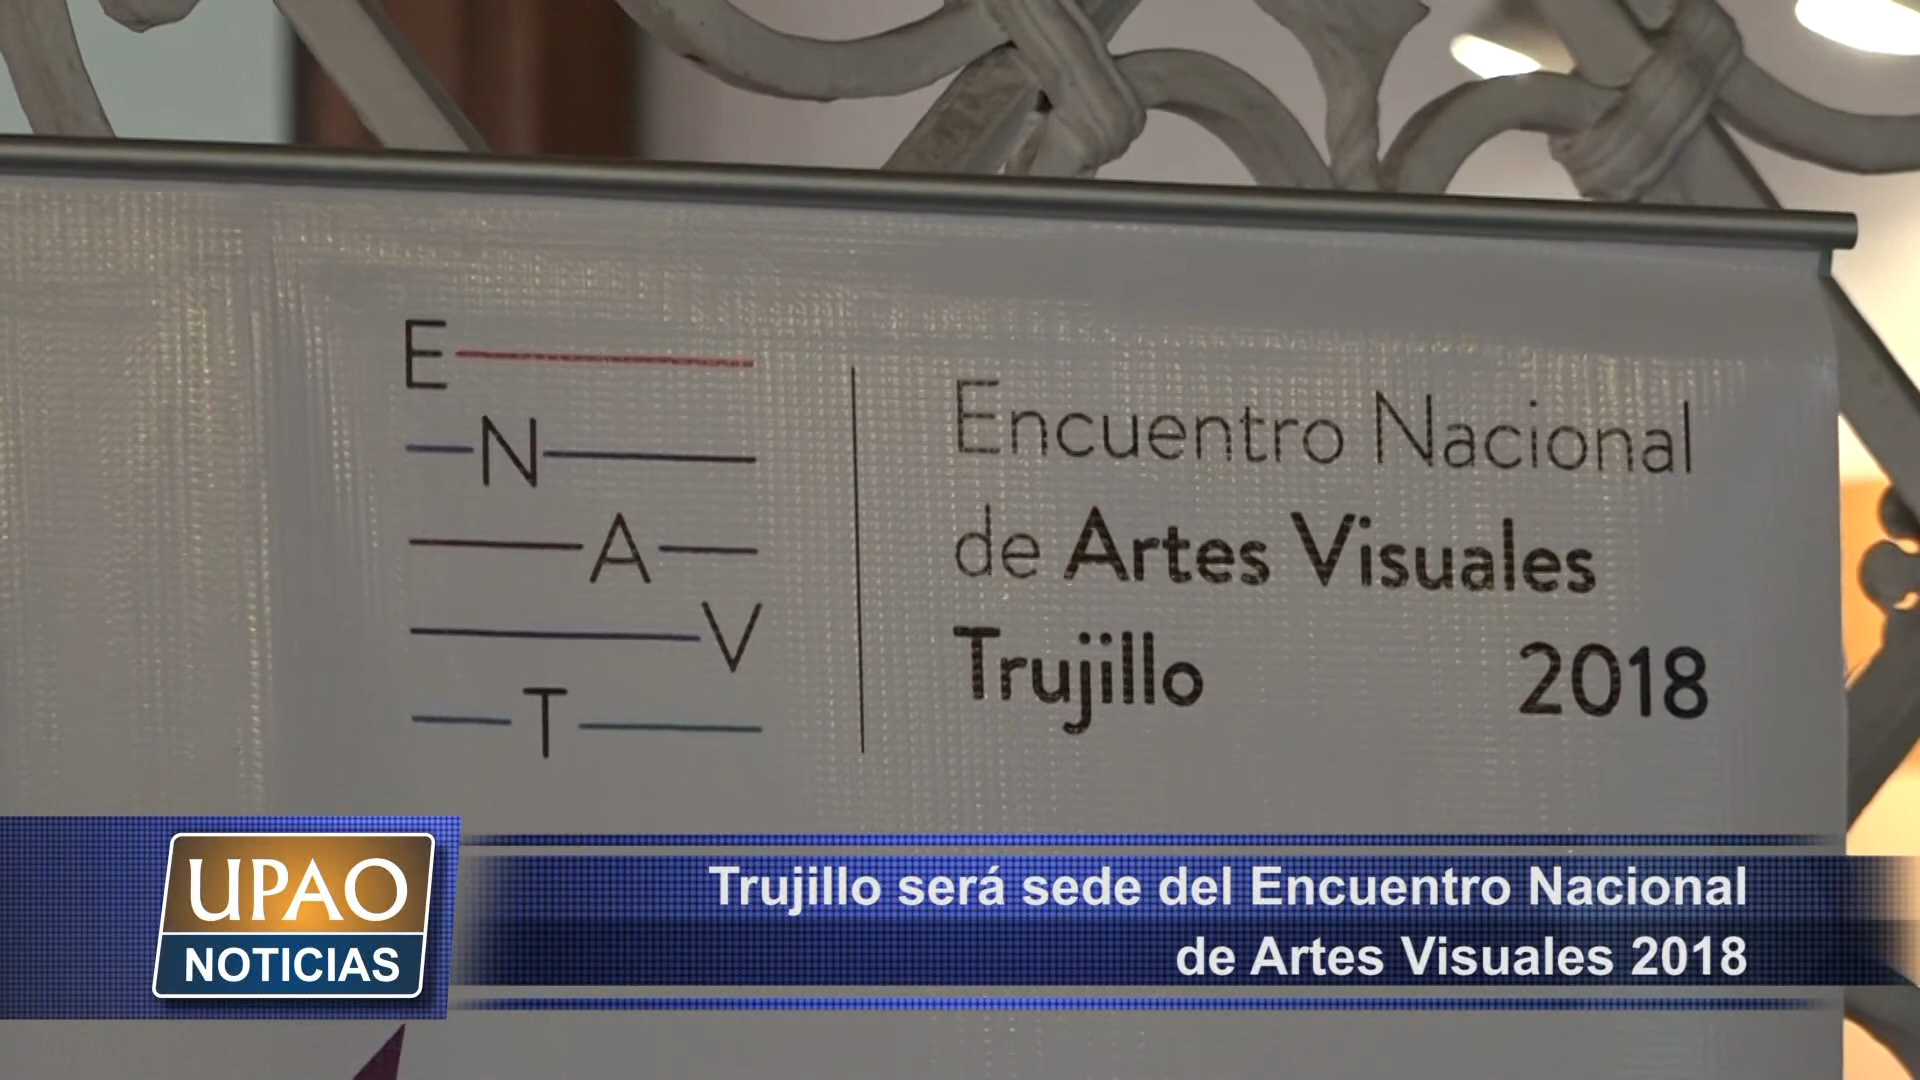 E
N
A
V
T
Encuentro Nacional
de Artes Visuales
Trujillo 2018
UPAO
NOTICIAS
Trujillo será sede del Encuentro Nacional
de Artes Visuales 2018